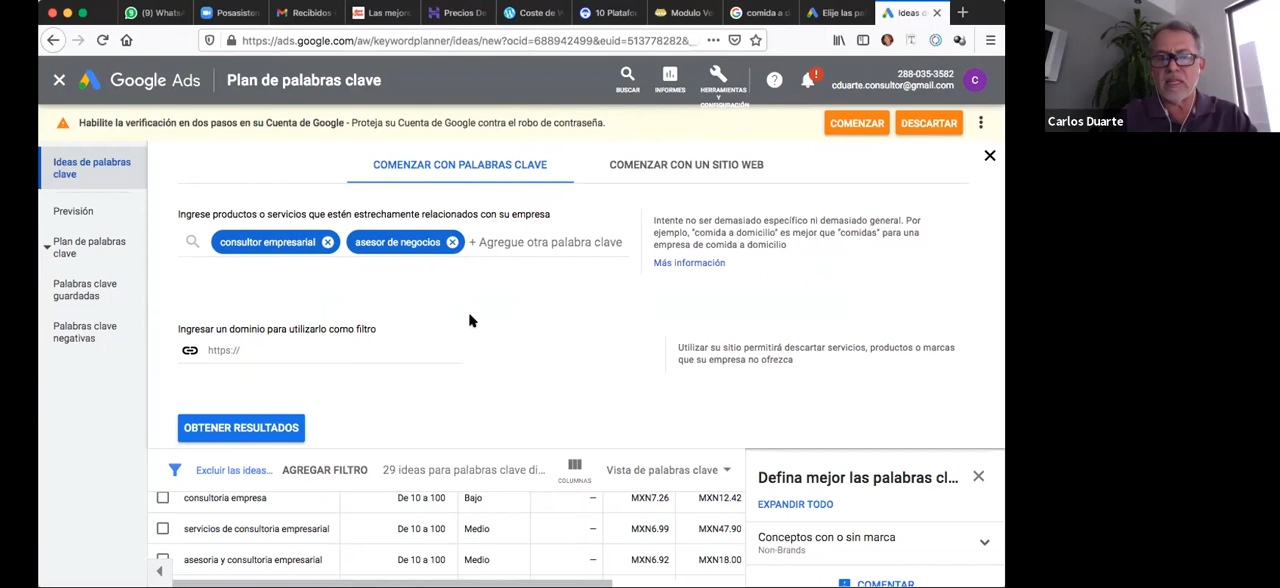 (9) Whats
Posasiston
Recibidos
Las mejor
Precios De
Coste de
10 Platafo
Modulo Ve
comida a d
Elije las pa
Ideas de
https://ads.google.com/aw/keywordplanner/ideas/new?ocid=688942499&euid=513778282&_
Google Ads
Plan de palabras clave
BUSCAR
INFORMES
HERRAMIENTAS
Y
CONFIGURACIÓN
288-035-3582
cduarte.consultor@gmail.com
C
Habilite la verificación en dos pasos en su Cuenta de Google - Proteja su Cuenta de Google contra el robo de contraseña.
COMENZAR
DESCARTAR
Ideas de palabras
clave
Previsión
Plan de palabras
clave
Palabras clave
guardadas
Palabras clave
negativas
COMENZAR CON PALABRAS CLAVE
COMENZAR CON UN SITIO WEB
Ingrese productos o servicios que estén estrechamente relacionados con su empresa
consultor empresarial
asesor de negocios
+ Agregue otra palabra clave
Intente no ser demasiado específico ni demasiado general. Por
ejemplo, "comida a domicilio" es mejor que "comidas" para una
empresa de comida a domicilio
Más información
Ingresar un dominio para utilizarlo como filtro
https://
Utilizar su sitio permitirá descartar servicios, productos o marcas
que su empresa no ofrezca
OBTENER RESULTADOS
Excluir las ideas...
AGREGAR FILTRO
29 ideas para palabras clave di...
COLUMNAS
Vista de palabras clave
consultoria empresa De 10 a 100 Bajo – MXN7.26 MXN12.42
servicios de consultoria empresarial De 10 a 100 Medio – MXN6.99 MXN47.90
asesoria y consultoria empresarial De 10 a 100 Medio – MXN6.92 MXN18.00
Defina mejor las palabras cl...
EXPANDIR TODO
Conceptos con o sin marca
Non-Brands
COMENTAR
Carlos Duarte